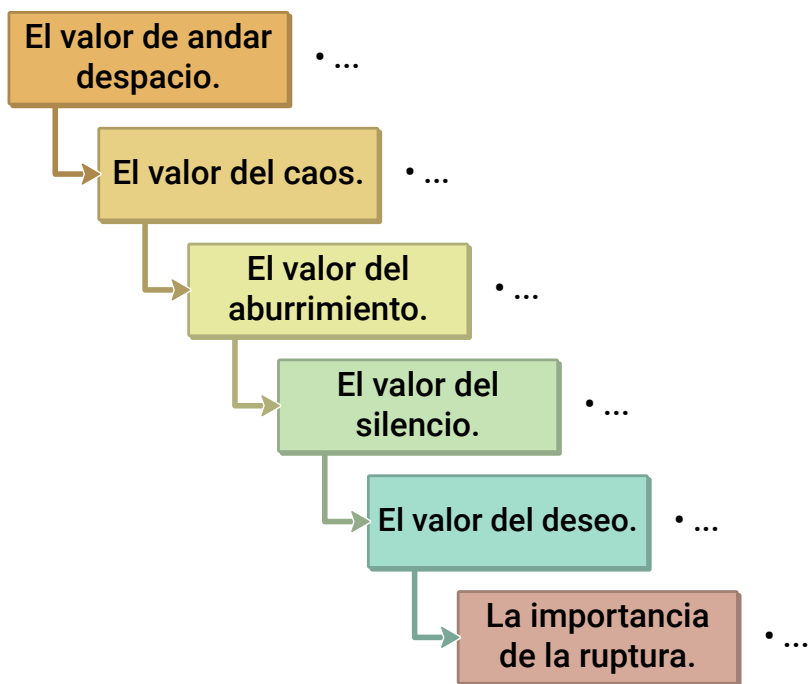 El valor de andar
despacio.
• ...
El valor del caos.
• ...
El valor del
aburrimiento.
• ...
El valor del
silencio.
• ...
El valor del deseo.
• ...
La importancia
de la ruptura.
• ...